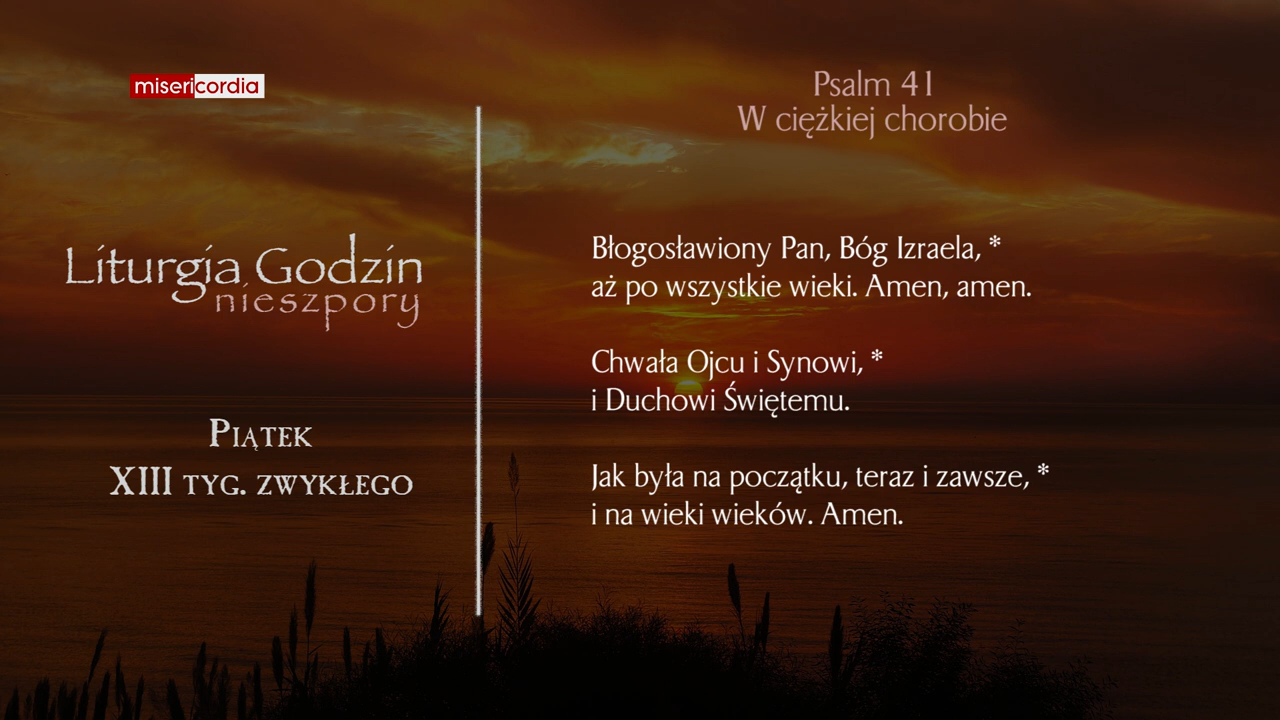 misericordia
Liturgia Godzin
nieszpory
Piątek
XIII tyg. zwykłego
Psalm 41
W ciężkiej chorobie
Błogosławiony Pan, Bóg Izraela, *
aż po wszystkie wieki. Amen, amen.
Chwała Ojcu i Synowi, *
i Duchowi Świętemu.
Jak była na początku, teraz i zawsze, *
i na wieki wieków. Amen.